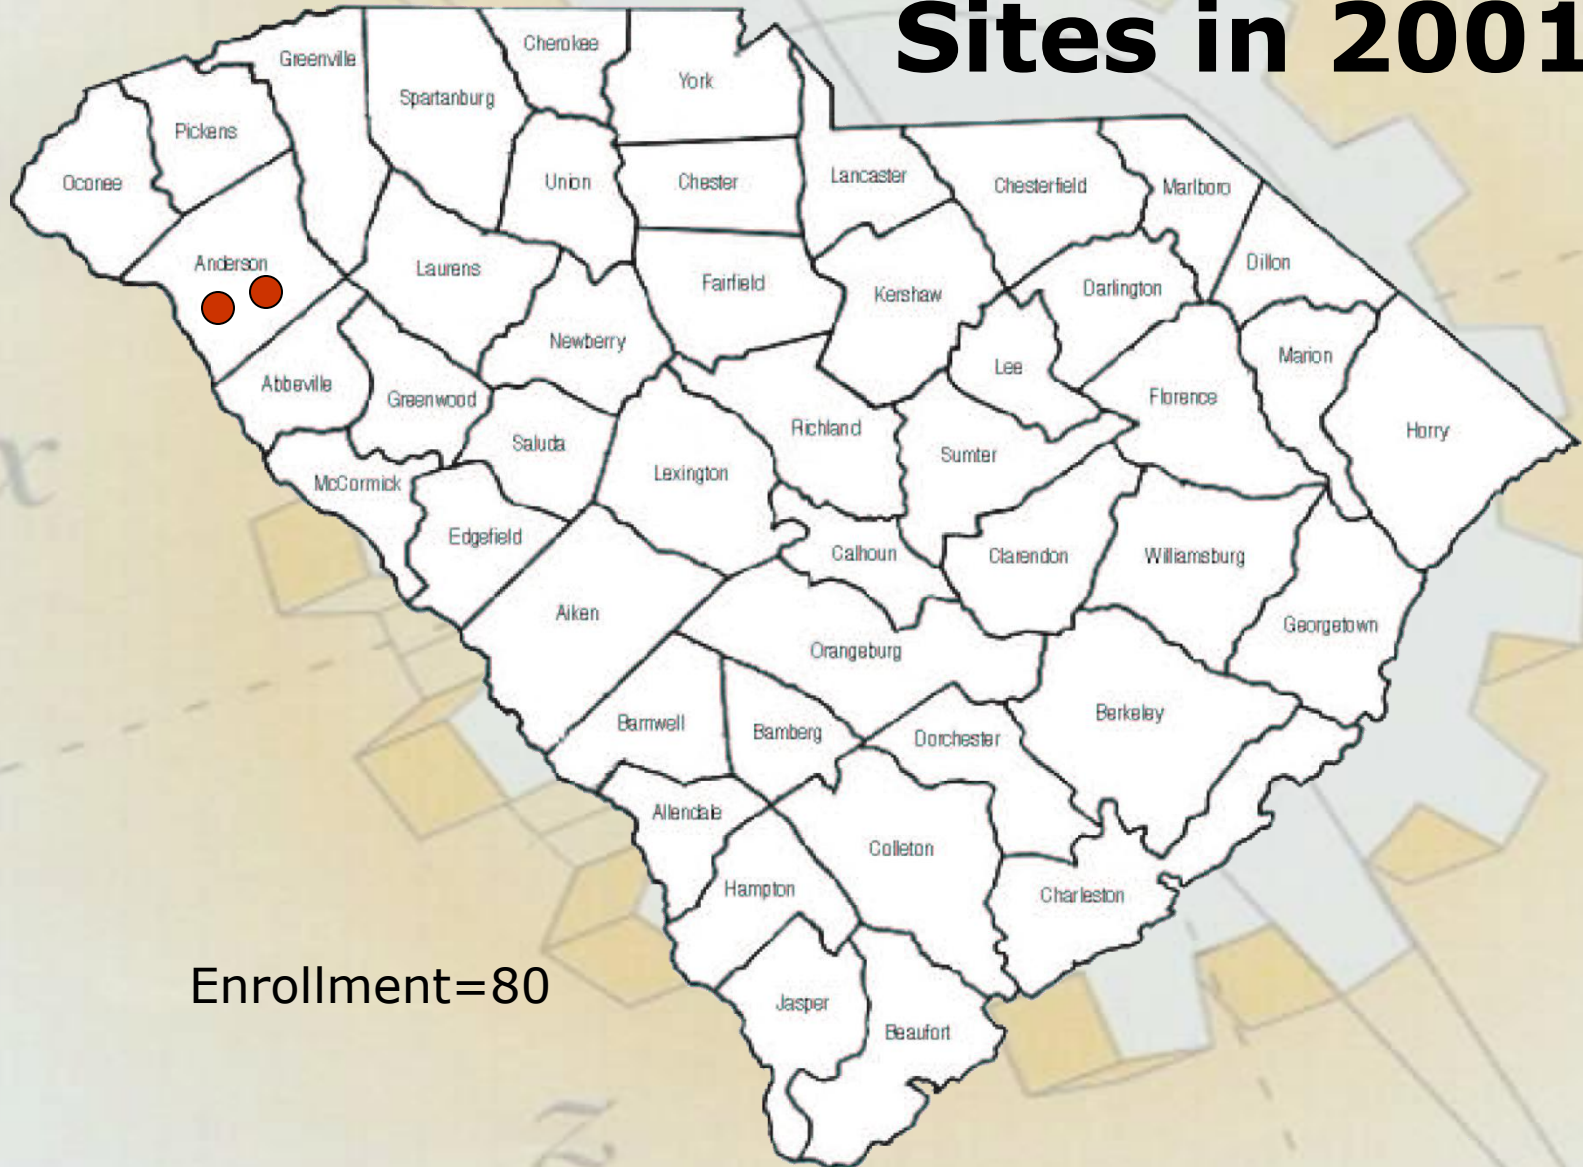 Sites in 2001
Cherokee
Greenville
York
Spartanburg
Pickens
Oconee
Union
Chester
Lancaster
Chesterfield
Marlboro
Anderson
Laurens
Fairfield
Kershaw
Darlington
Dillon
Newberry
Lee
Marion
Abbeville
Greenwood
Florence
Saluda
Richland
Horry
Lexington
Sumter
McCormick
Edgefield
Calhoun
Clarendon
Williamsburg
Aiken
Orangeburg
Georgetown
Barnwell
Bamberg
Dorchester
Berkeley
Allendale
Colleton
Hampton
Charleston
Enrollment=80
Jasper
Beaufort
x
z